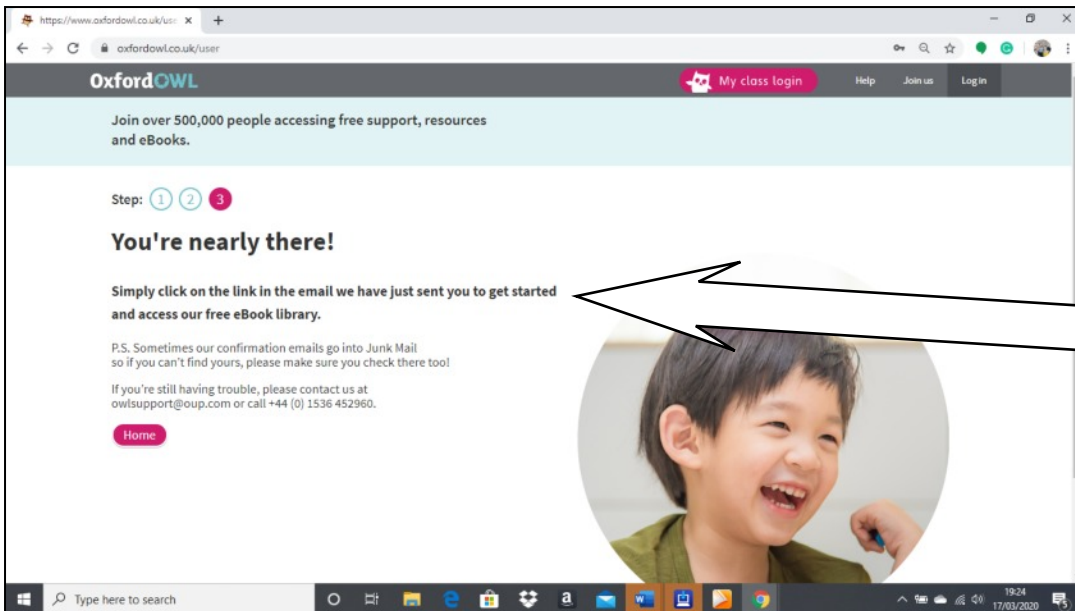 https://www.oxfordowl.co.uk/use
oxfordowl.co.uk/user
OxfordOWL
My class login
Help
Join us
Log in
Join over 500,000 people accessing free support, resources
and eBooks.
Step: 1 2 3
You're nearly there!
Simply click on the link in the email we have just sent you to get started
and access our free eBook library.
P.S. Sometimes our confirmation emails go into Junk Mail
so if you can't find yours, please make sure you check there too!
If you're still having trouble, please contact us at
owlsupport@oup.com or call +44 (0) 1536 452960.
Home
Type here to search
19:24
17/03/2020